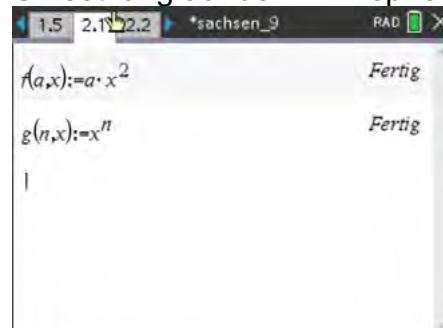 1.5 2.1 2.2 *sachsen_9 RAD
f(a,x):=a·x² Fertig
g(n,x):=xⁿ Fertig